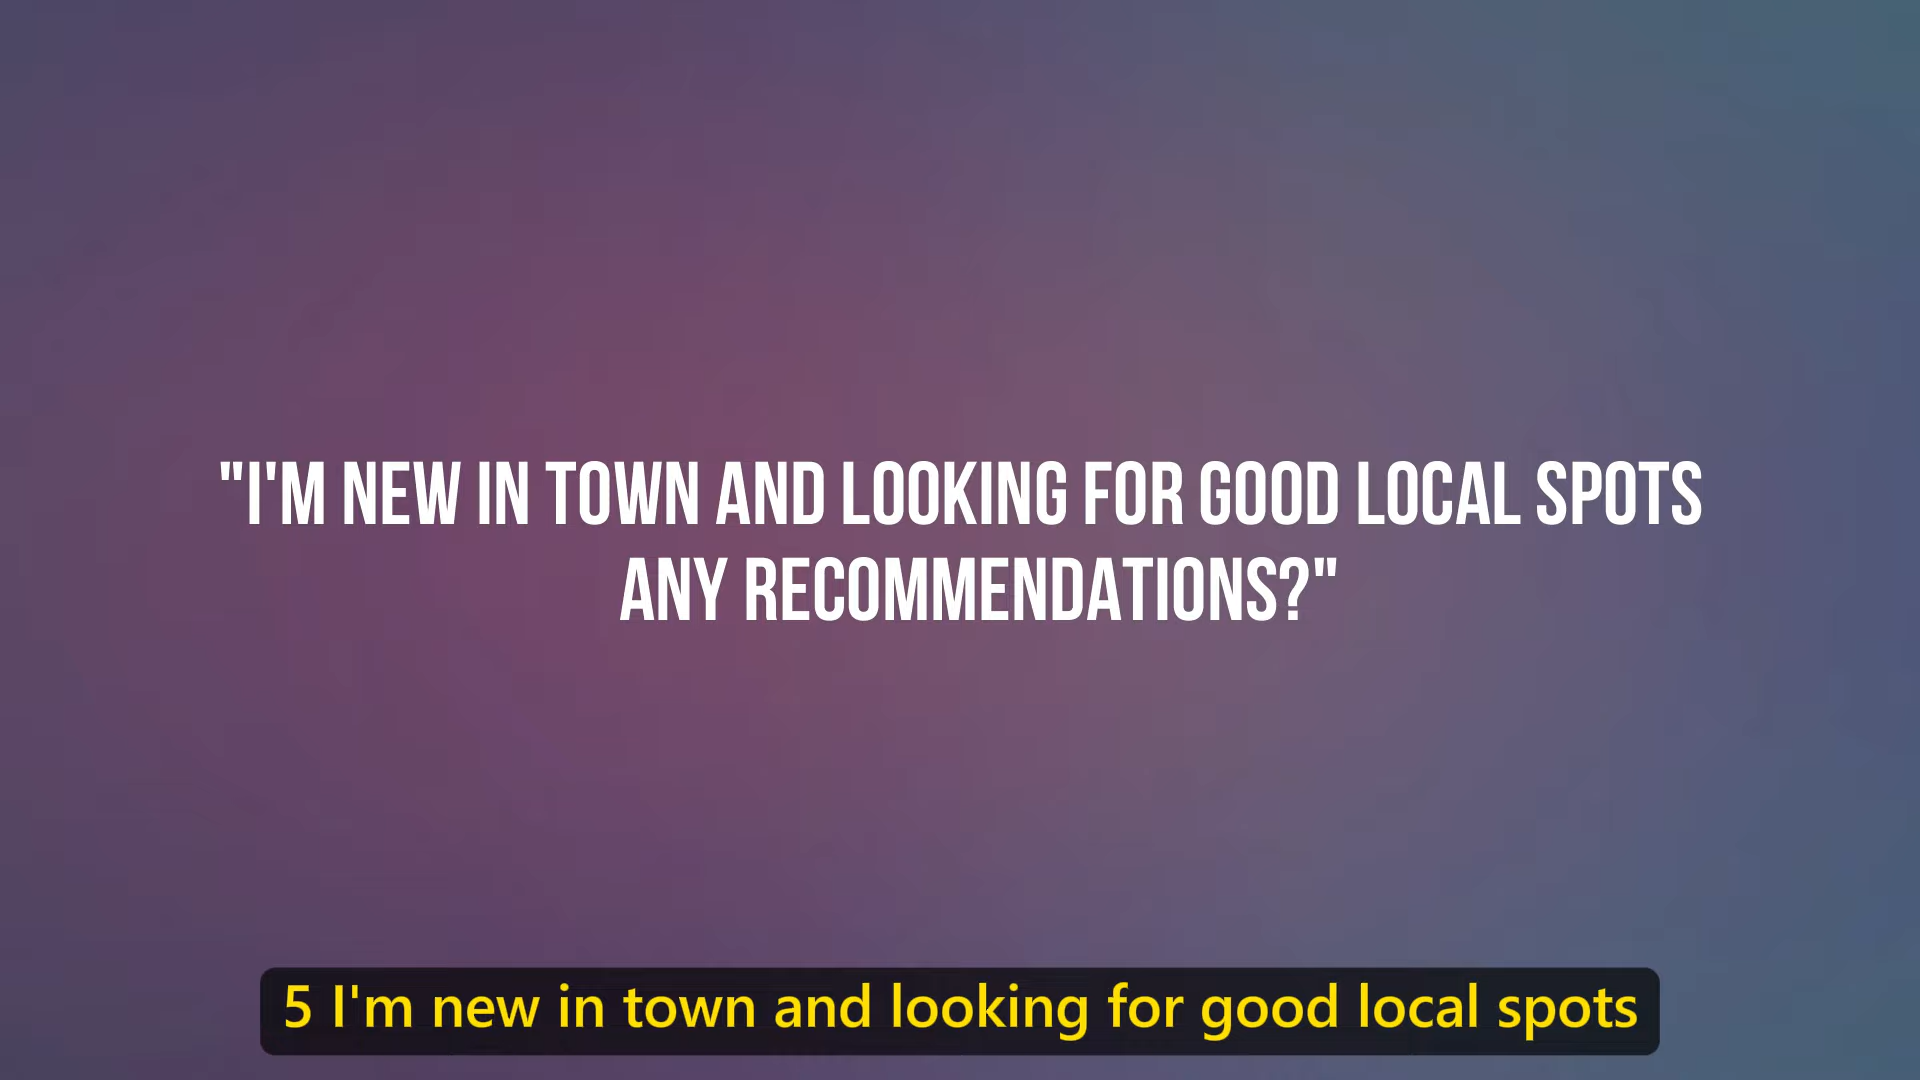 "I'M NEW IN TOWN AND LOOKING FOR GOOD LOCAL SPOTS
ANY RECOMMENDATIONS?"
5 I'm new in town and looking for good local spots